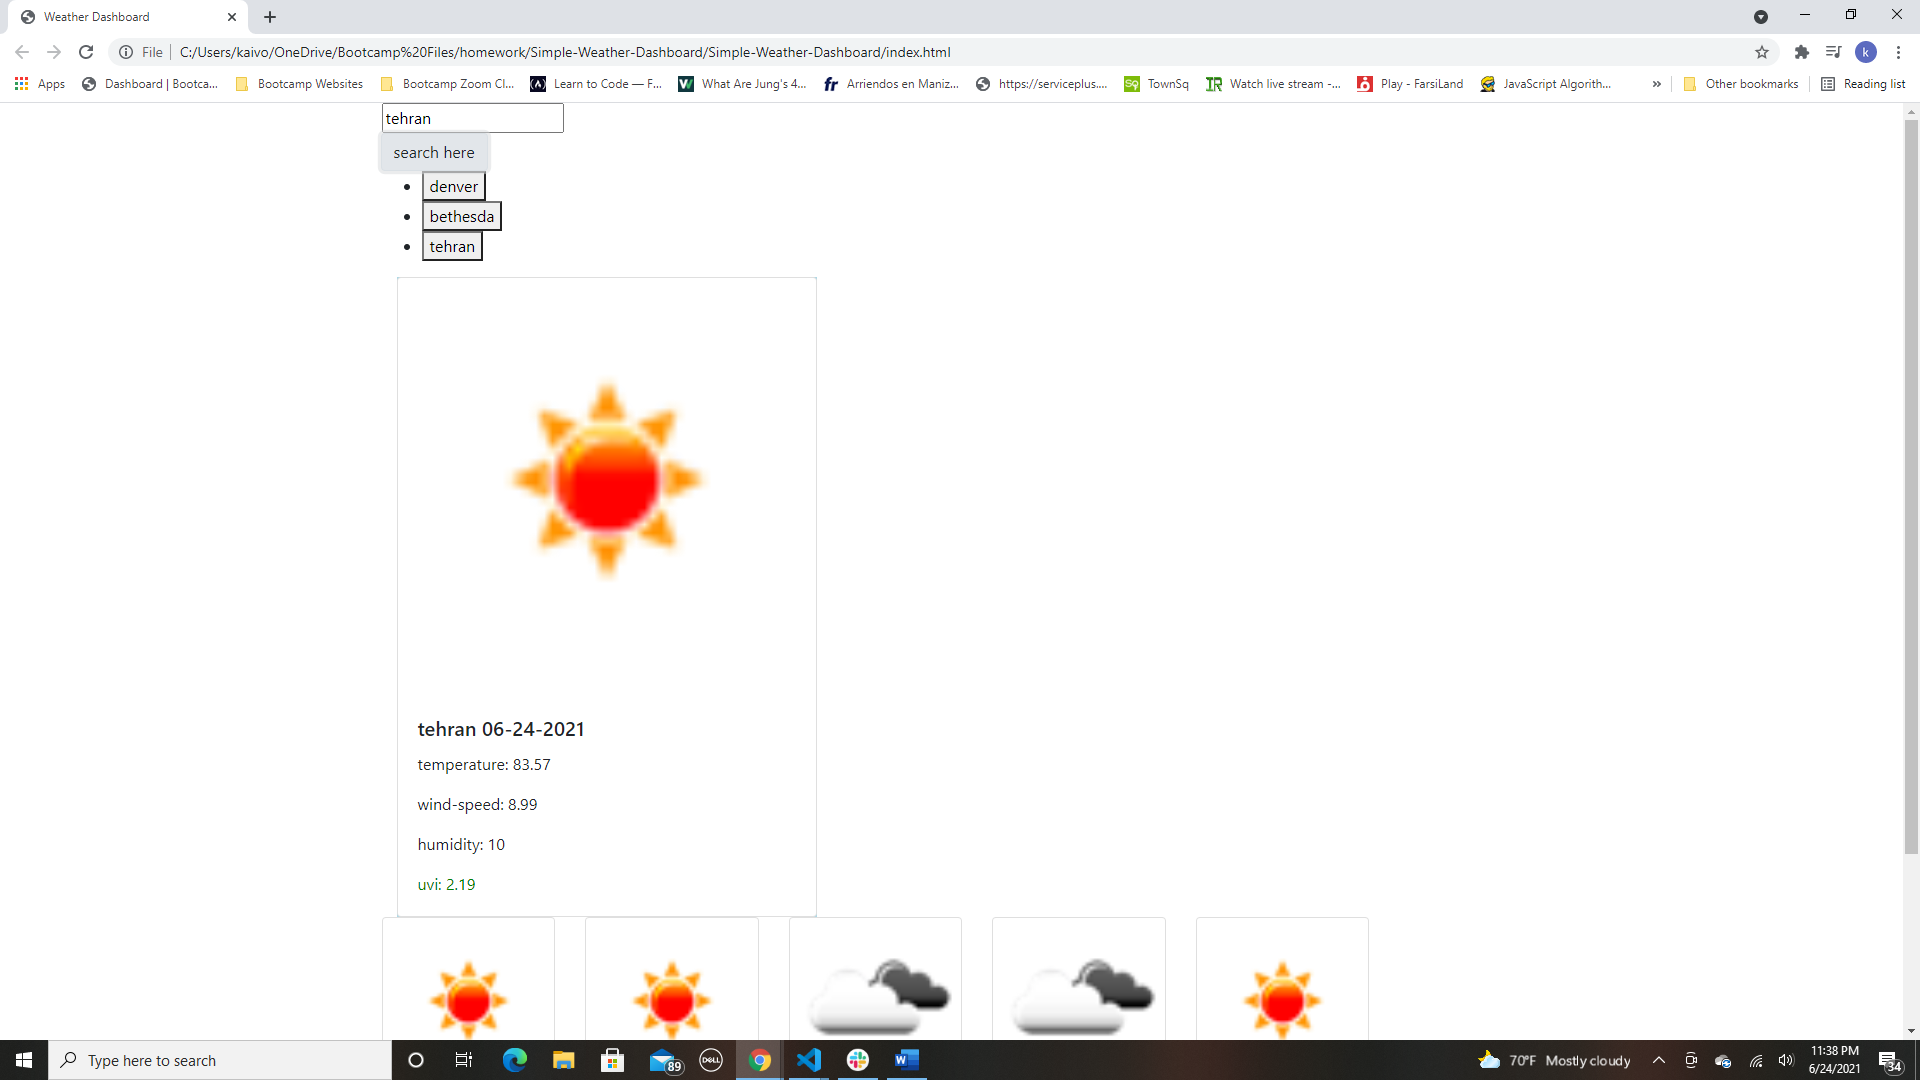 Weather Dashboard
File C:/Users/kaivo/OneDrive/Bootcamp%20Files/homework/Simple-Weather-Dashboard/Simple-Weather-Dashboard/index.html
k
Apps Dashboard | Bootca... Bootcamp Websites Bootcamp Zoom Cl... Learn to Code — F... What Are Jung's 4... fr Arriendos en Maniz... https://serviceplus.... Sq TownSq Watch live stream -... Play - FarsiLand JavaScript Algorith... » Other bookmarks Reading list
tehran
search here
denver
bethesda
tehran
tehran 06-24-2021
temperature: 83.57
wind-speed: 8.99
humidity: 10
uvi: 2.19
Type here to search 89 DELL 70°F Mostly cloudy 11:38 PM
6/24/2021 34